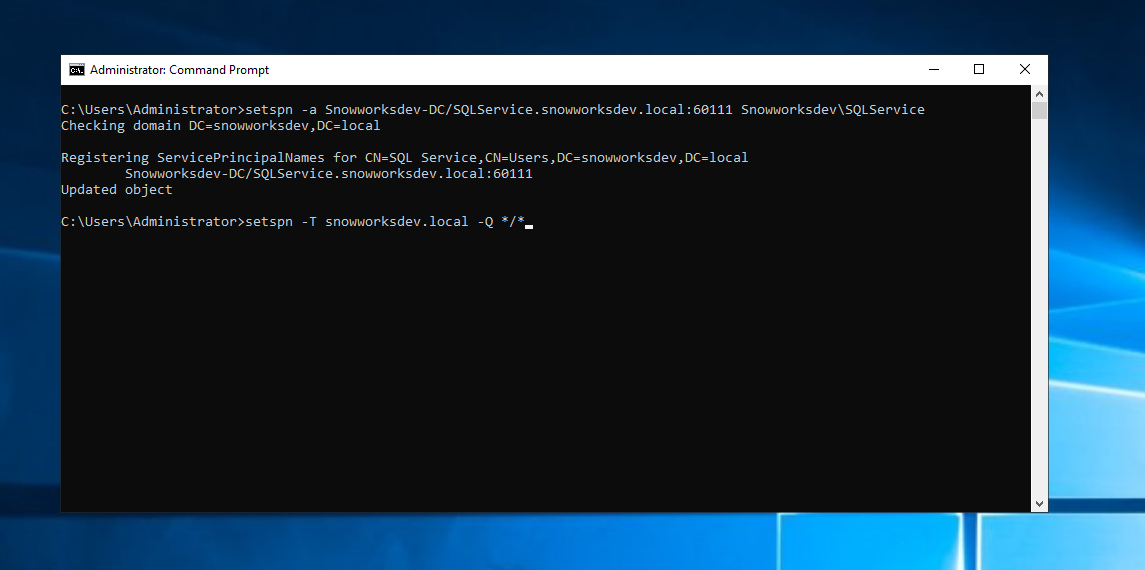 Administrator: Command Prompt
C:\Users\Administrator>setspn -a Snowworksdev-DC/SQLService.snowworksdev.local:60111 Snowworksdev\SQLService
Checking domain DC=snowworksdev,DC=local
Registering ServicePrincipalNames for CN=SQL Service,CN=Users,DC=snowworksdev,DC=local
        Snowworksdev-DC/SQLService.snowworksdev.local:60111
Updated object
C:\Users\Administrator>setspn -T snowworksdev.local -Q */*